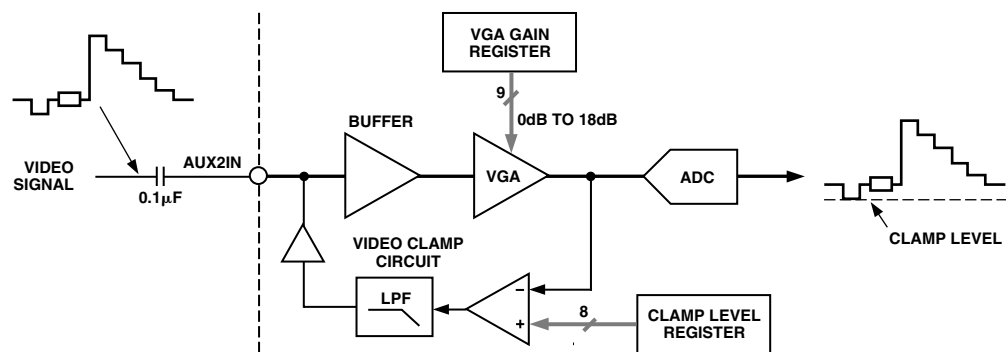 VGA GAIN
REGISTER
9
0dB TO 18dB
BUFFER
VIDEO
SIGNAL
AUX2IN
0.1μF
VGA
ADC
CLAMP LEVEL
VIDEO CLAMP
CIRCUIT
LPF
–
+
8
CLAMP LEVEL
REGISTER